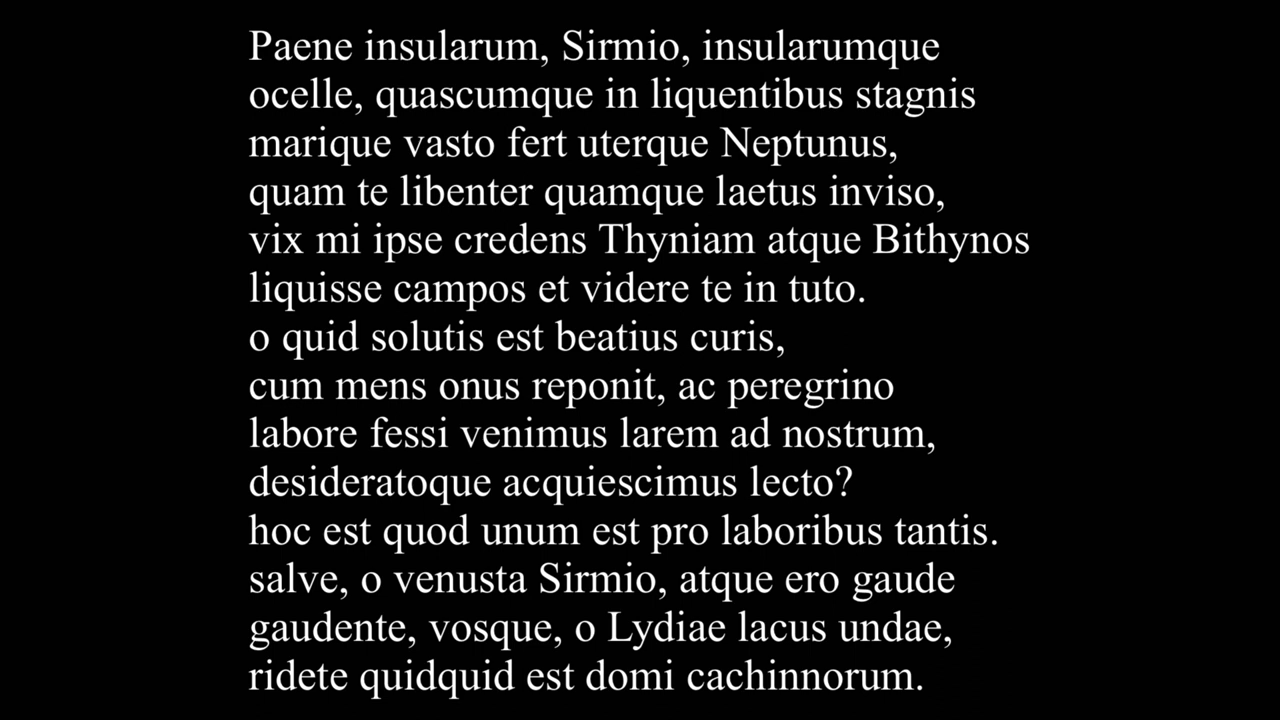 Paene insularum, Sirmio, insularumque
ocelle, quascumque in liquentibus stagnis
marique vasto fert uterque Neptunus,
quam te libenter quamque laetus inviso,
vix mi ipse credens Thyniam atque Bithynos
liquisse campos et videre te in tuto.
o quid solutis est beatius curis,
cum mens onus reponit, ac peregrino
labore fessi venimus larem ad nostrum,
desideratoque acquiescimus lecto?
hoc est quod unum est pro laboribus tantis.
salve, o venusta Sirmio, atque ero gaude
gaudente, vosque, o Lydiae lacus undae,
ridete quidquid est domi cachinnorum.